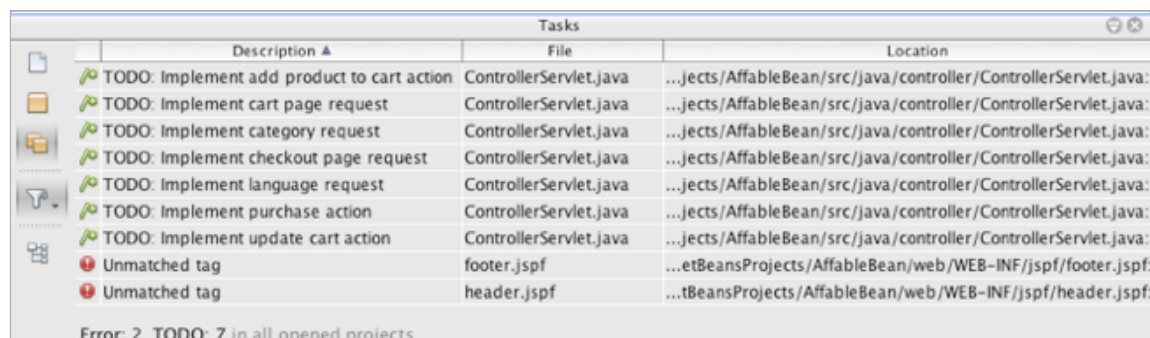 Tasks
Description File Location
TODO: Implement add product to cart action ControllerServlet.java ...jects/AffableBean/src/java/controller/ControllerServlet.java:
TODO: Implement cart page request ControllerServlet.java ...jects/AffableBean/src/java/controller/ControllerServlet.java:
TODO: Implement category request ControllerServlet.java ...jects/AffableBean/src/java/controller/ControllerServlet.java:
TODO: Implement checkout page request ControllerServlet.java ...jects/AffableBean/src/java/controller/ControllerServlet.java:
TODO: Implement language request ControllerServlet.java ...jects/AffableBean/src/java/controller/ControllerServlet.java:
TODO: Implement purchase action ControllerServlet.java ...jects/AffableBean/src/java/controller/ControllerServlet.java:
TODO: Implement update cart action ControllerServlet.java ...jects/AffableBean/src/java/controller/ControllerServlet.java:
Unmatched tag footer.jspf ...etBeansProjects/AffableBean/web/WEB-INF/jspf/footer.jspf:
Unmatched tag header.jspf ...tBeansProjects/AffableBean/web/WEB-INF/jspf/header.jspf:
Error: 2 TODO: 7 in all opened projects